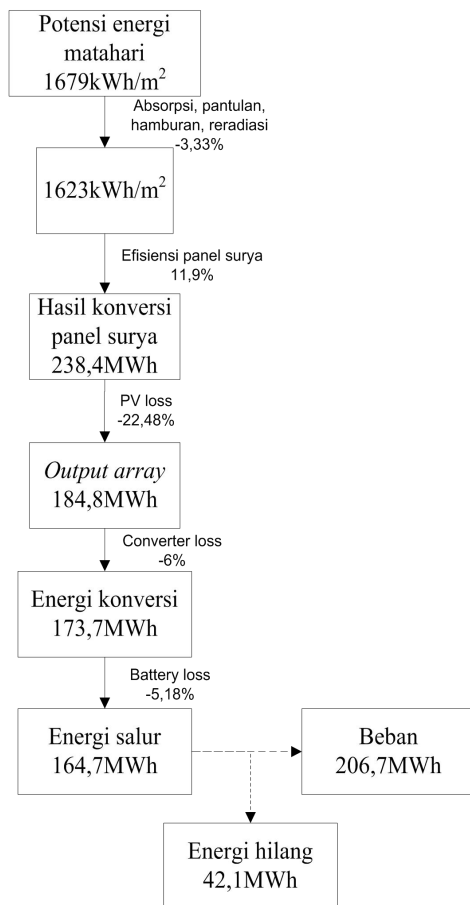 Potensi energi
matahari
1679kWh/m²
Absorpsi, pantulan,
hamburan, reradiasi
-3,33%
1623kWh/m²
Efisiensi panel surya
11,9%
Hasil konversi
panel surya
238,4MWh
PV loss
-22,48%
Output array
184,8MWh
Converter loss
-6%
Energi konversi
173,7MWh
Battery loss
-5,18%
Energi salur
164,7MWh
Beban
206,7MWh
Energi hilang
42,1MWh